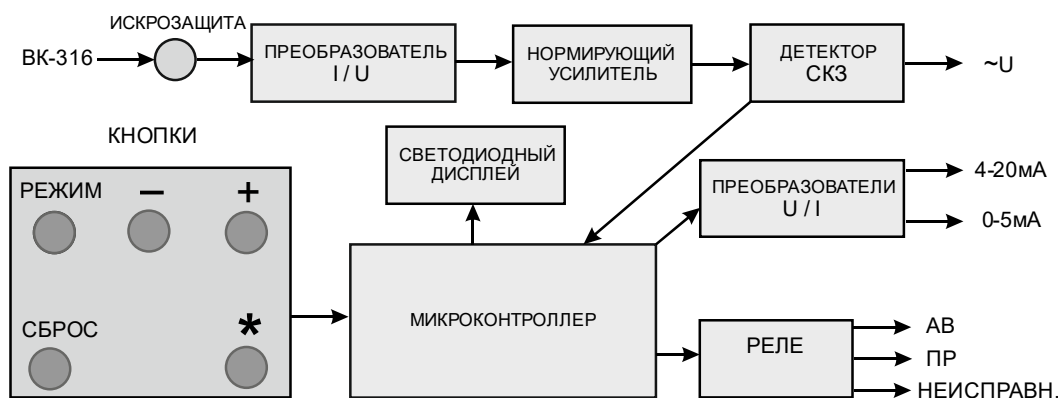 ИСКРОЗАЩИТА
ВК-316
ПРЕОБРАЗОВАТЕЛЬ
I / U
НОРМИРУЮЩИЙ
УСИЛИТЕЛЬ
ДЕТЕКТОР
СКЗ
~U
КНОПКИ
РЕЖИМ
–
+
СБРОС
*
СВЕТОДИОДНЫЙ
ДИСПЛЕЙ
ПРЕОБРАЗОВАТЕЛИ
U / I
4-20мА
0-5мА
МИКРОКОНТРОЛЛЕР
РЕЛЕ
АВ
ПР
НЕИСПРАВН.